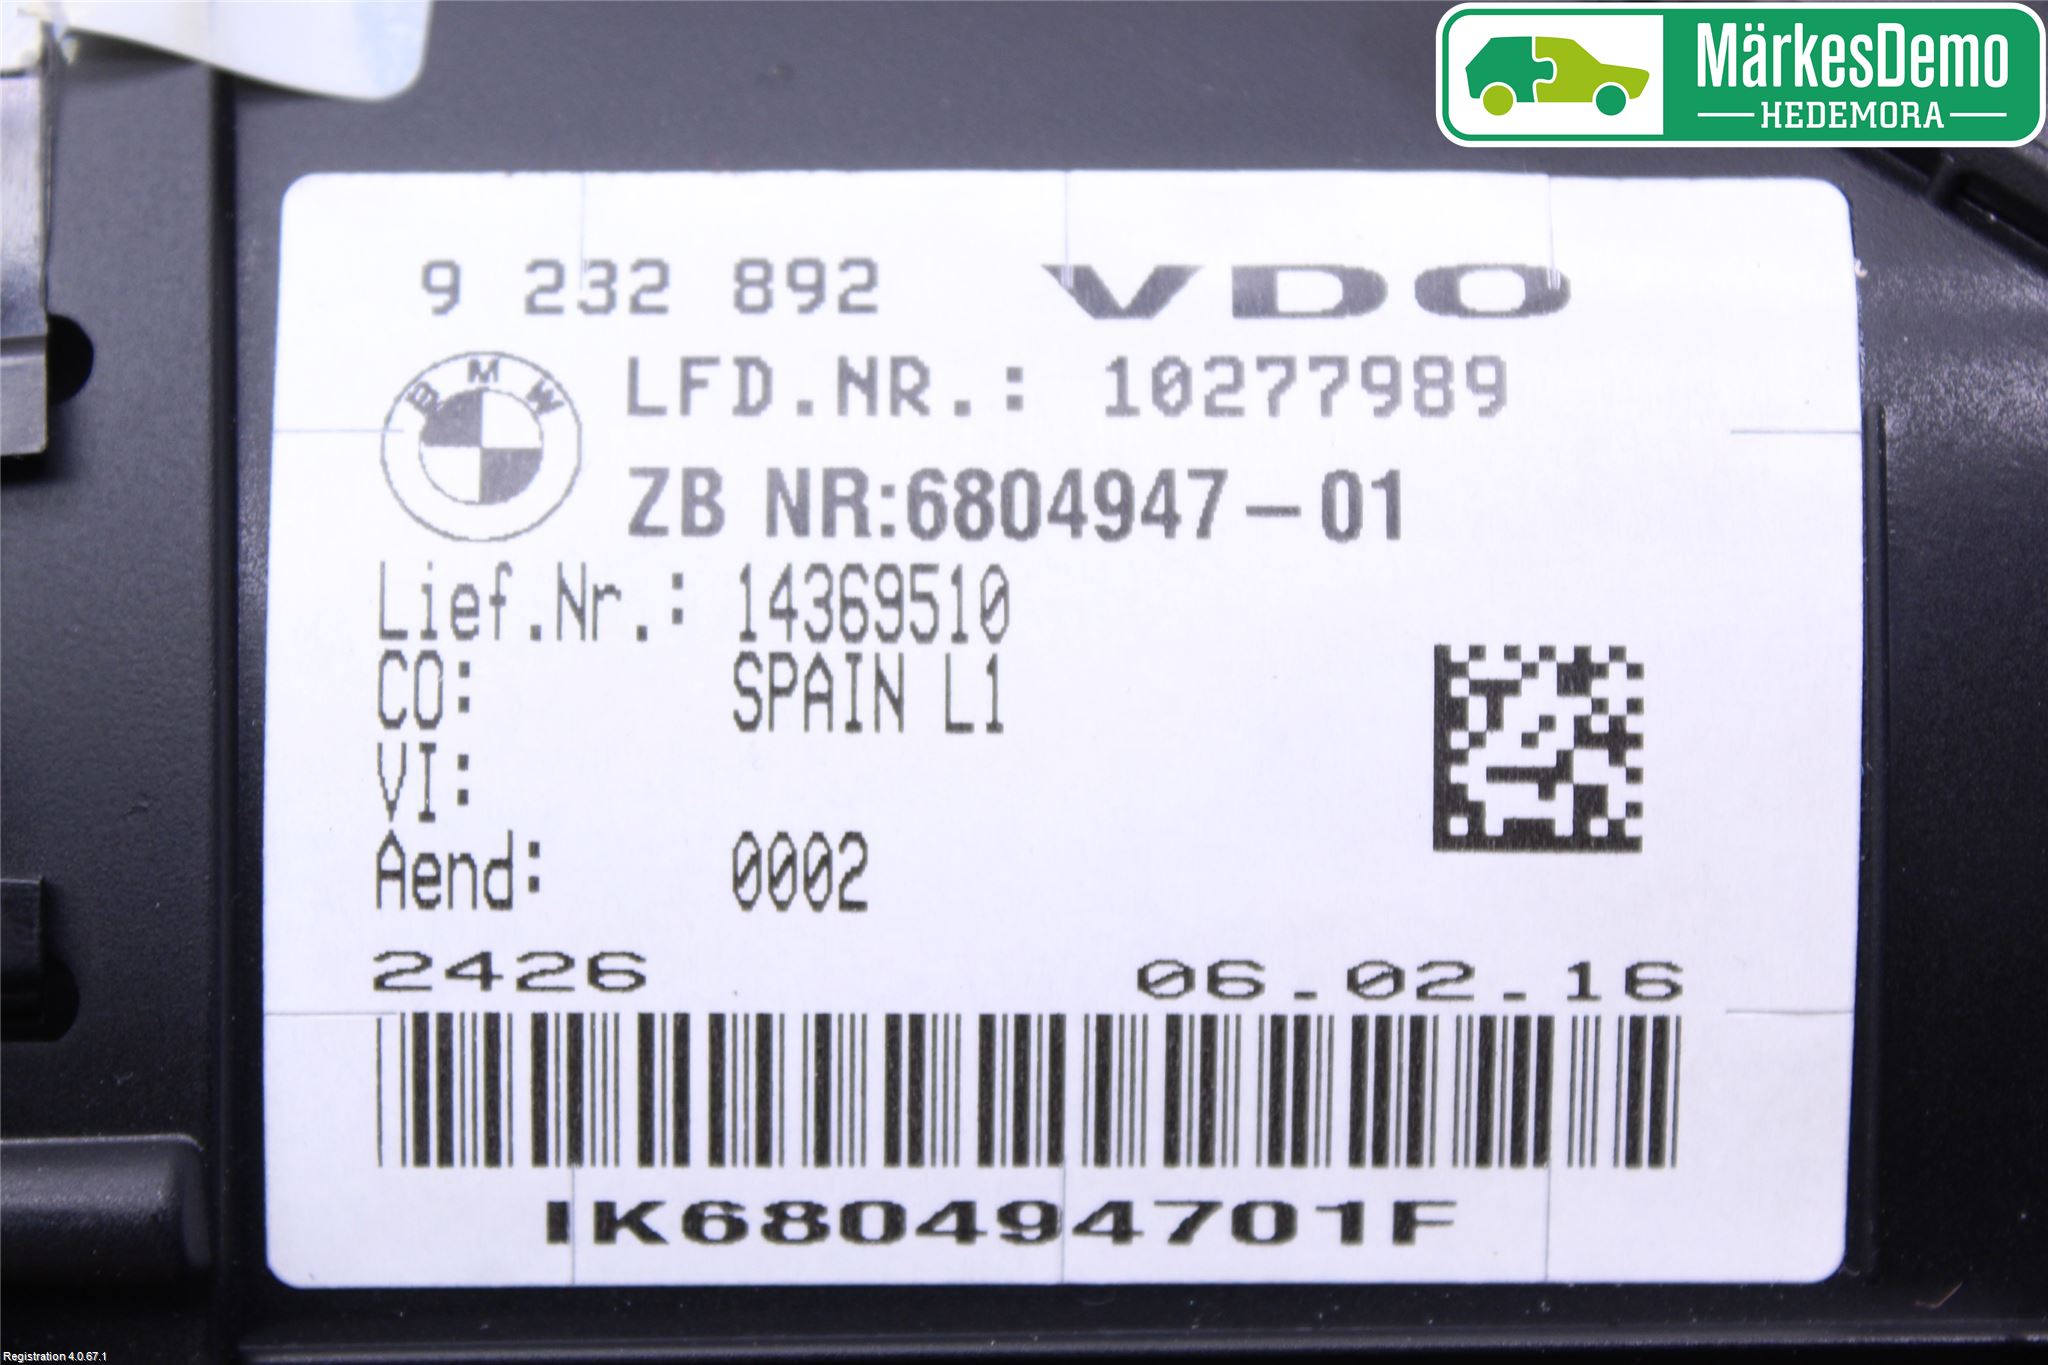 MärkesDemo
HEDEMORA
9 232 892 VDO
BMW
LFD.NR.: 10277989
ZB NR:6804947-01
Lief.Nr.: 14369510
CO: SPAIN L1
VI:
Aend: 0002
2426 06.02.16
IK680494701F
Registration 4.0.67.1